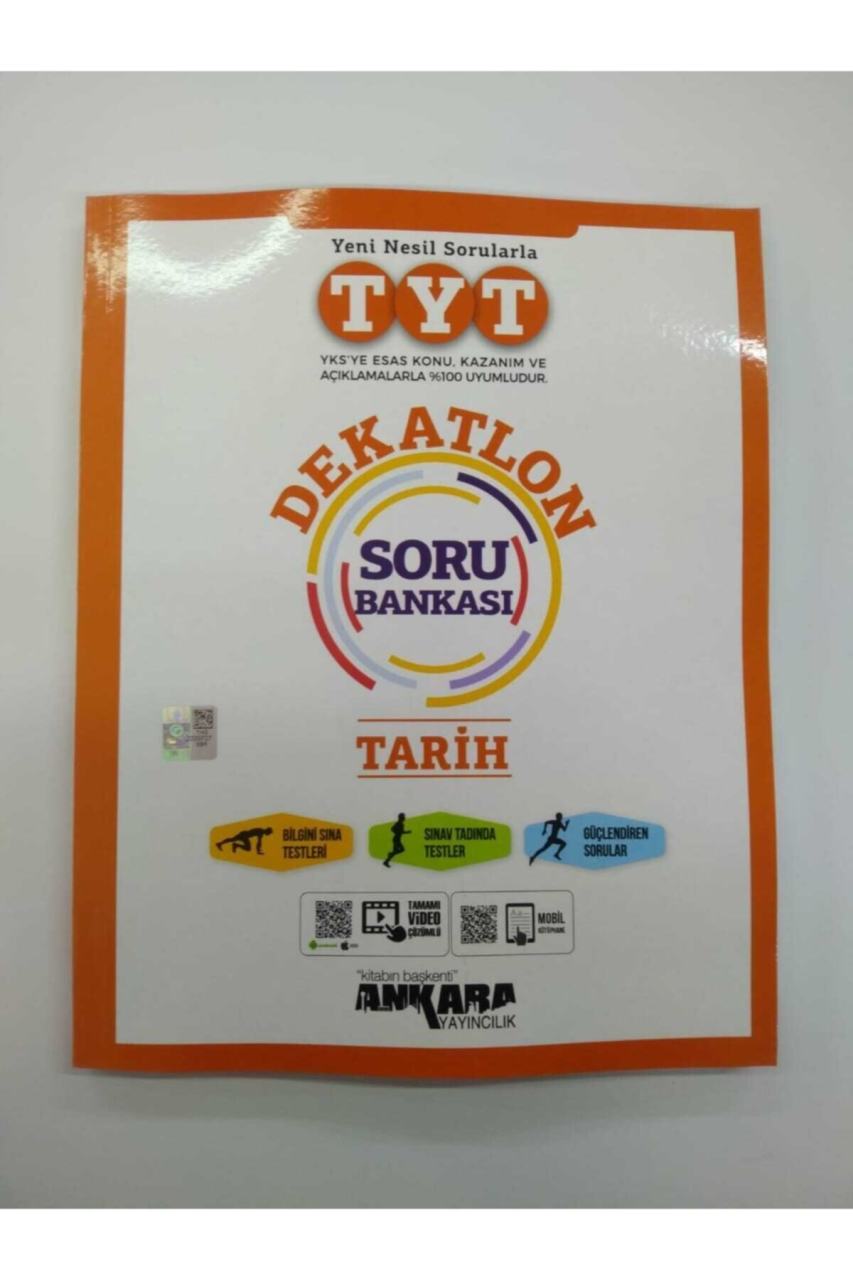 Yeni Nesil Sorularla
TYT
YKS'YE ESAS KONU, KAZANIM VE
AÇIKLAMALARLA %100 UYUMLUDUR.
DEKATLON
SORU
BANKASI
TARİH
BİLGİNİ SINA
TESTLERİ
SINAV TADINDA
TESTLER
GÜÇLENDİREN
SORULAR
TAMAMI
VİDEO
ÇÖZÜMLÜ
MOBİL
KÜTÜPHANE
"kitabın başkenti"
ANKARA
YAYINCILIK